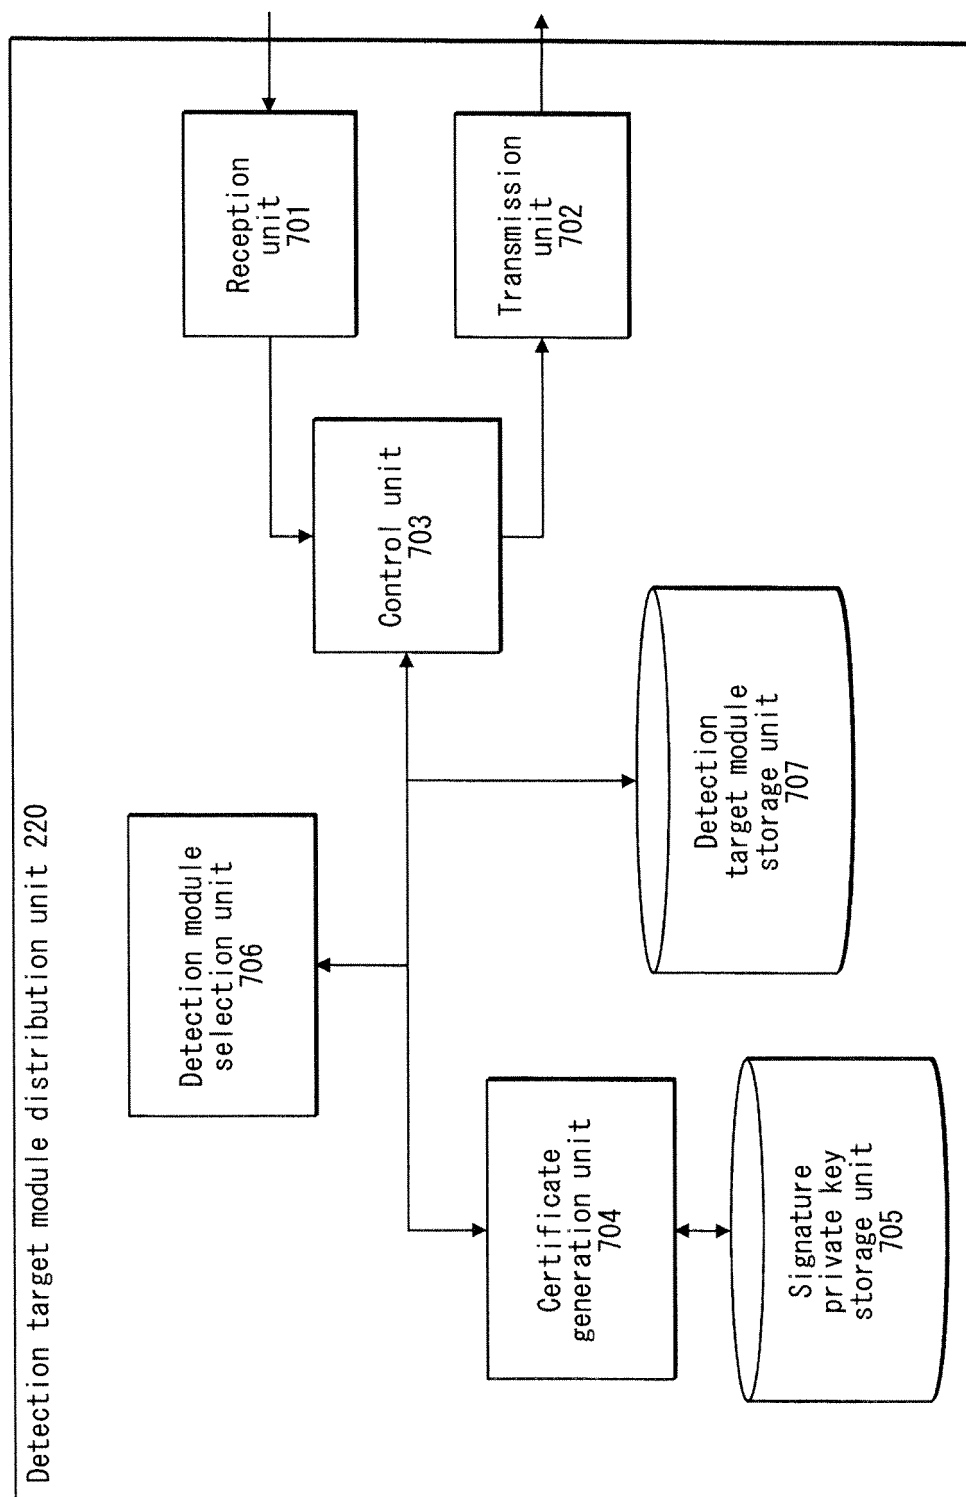 Detection target module distribution unit 220
Detection module
selection unit
706
Reception
unit
701
Control unit
703
Transmission
unit
702
Certificate
generation unit
704
Detection
target module
storage unit
707
Signature
private key
storage unit
705